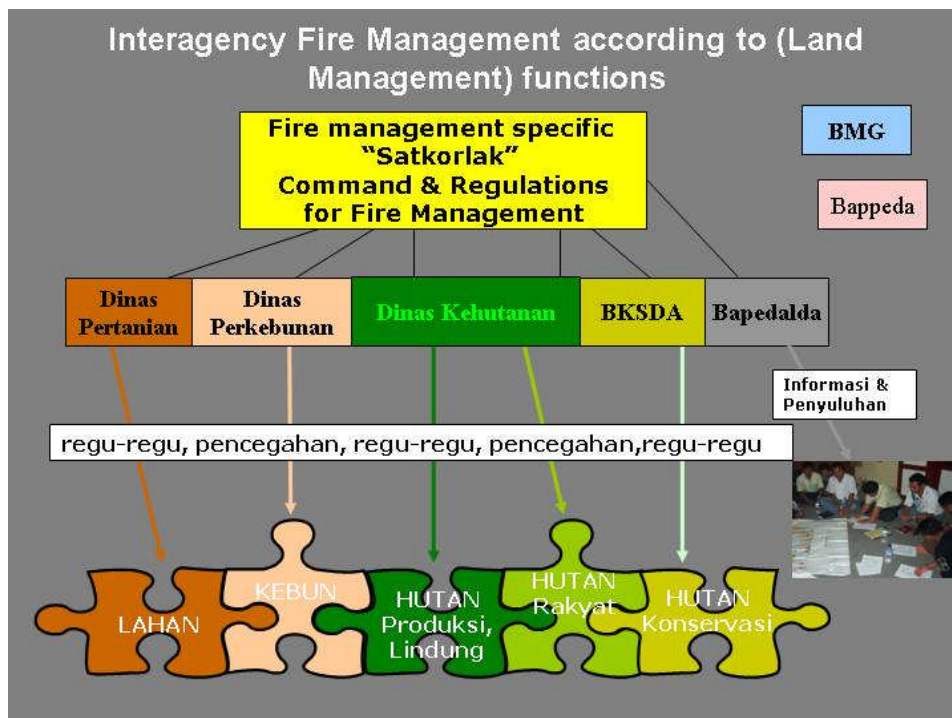 Interagency Fire Management according to (Land
Management) functions
Fire management specific
“Satkorlak”
Command & Regulations
for Fire Management
BMG
Bappeda
Dinas
Pertanian
Dinas
Perkebunan
Dinas Kehutanan
BKSDA
Bapedalda
Informasi &
Penyuluhan
regu-regu, pencegahan, regu-regu, pencegahan,regu-regu
LAHAN
KEBUN
HUTAN
Produksi,
Lindung
HUTAN
Rakyat
HUTAN
Konservasi